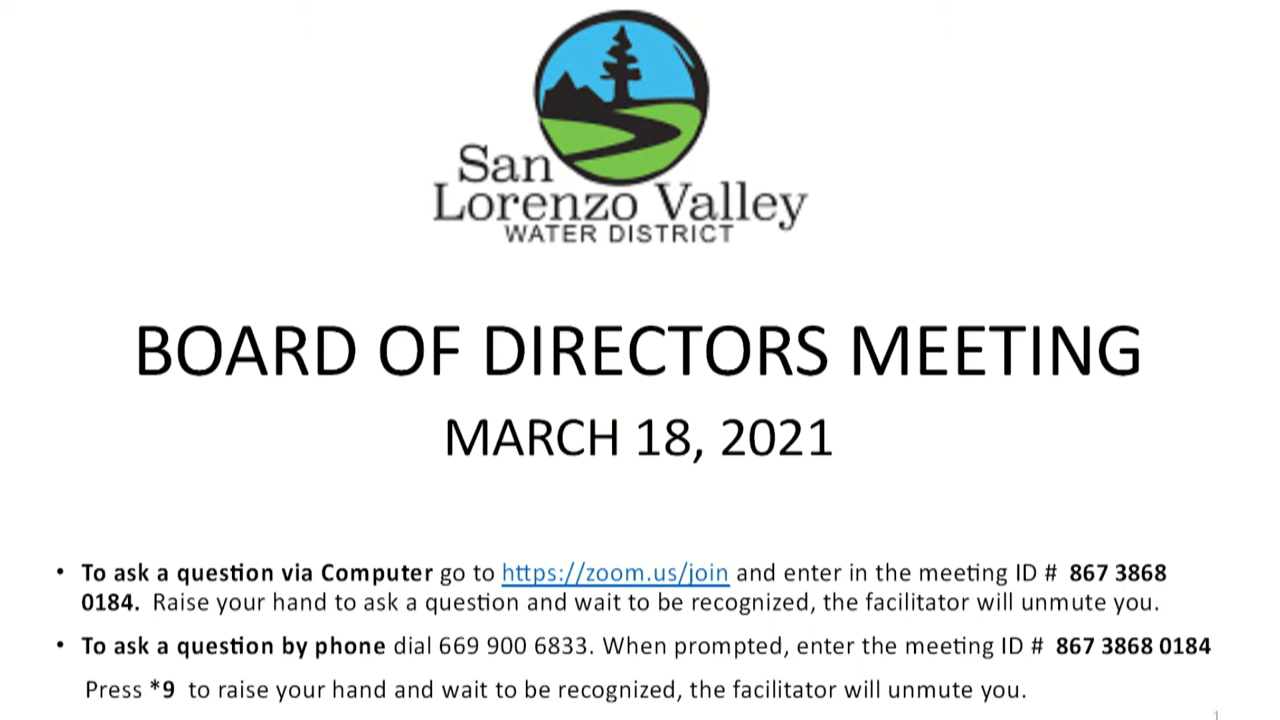 San
Lorenzo Valley
WATER DISTRICT
BOARD OF DIRECTORS MEETING
MARCH 18, 2021
• To ask a question via Computer go to https://zoom.us/join and enter in the meeting ID # 867 3868
0184. Raise your hand to ask a question and wait to be recognized, the facilitator will unmute you.
• To ask a question by phone dial 669 900 6833. When prompted, enter the meeting ID # 867 3868 0184
Press *9 to raise your hand and wait to be recognized, the facilitator will unmute you.
1